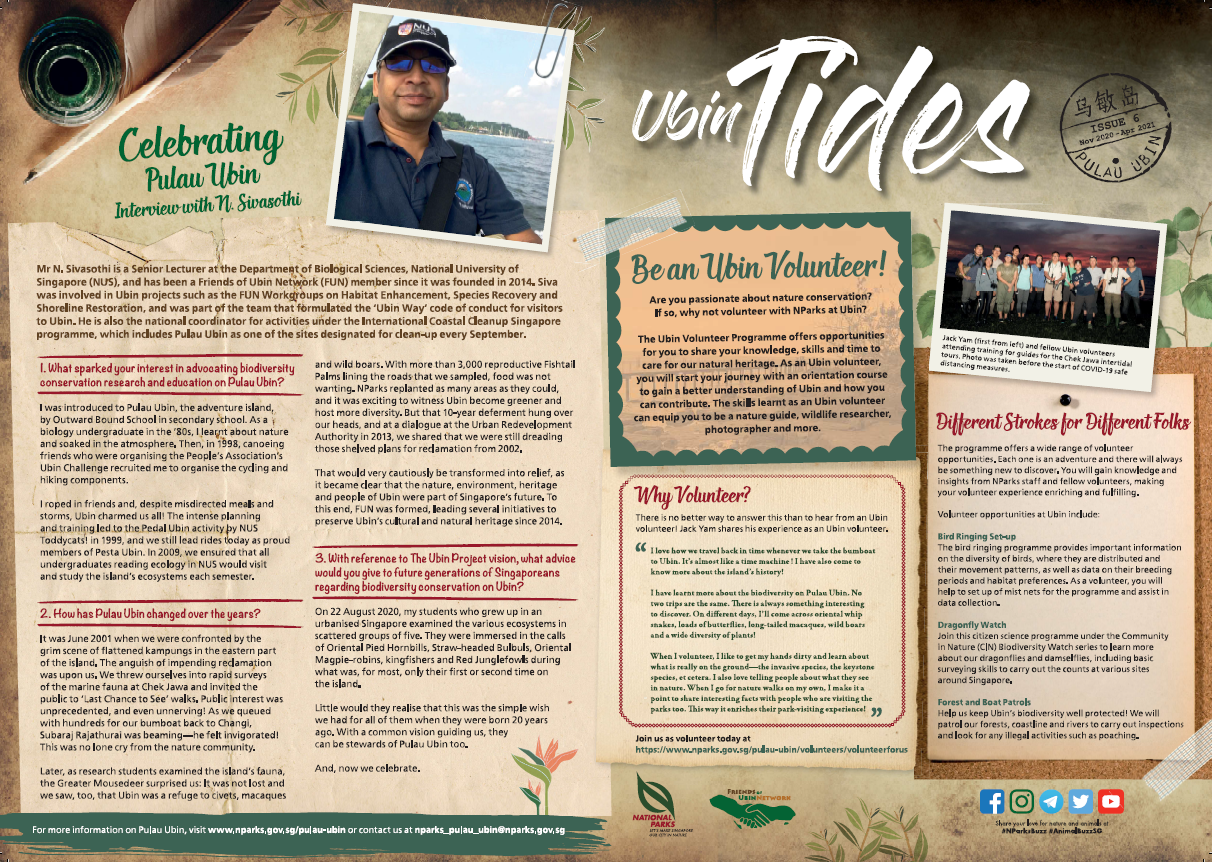 Celebrating
Pulau Ubin
Interview with N. Sivasothi
NUS
Mr N. Sivasothi is a Senior Lecturer at the Department of Biological Sciences, National University of
Singapore (NUS), and has been a Friends of Ubin Network (FUN) member since it was founded in 2014. Siva
was involved in Ubin projects such as the FUN Workgroups on Habitat Enhancement, Species Recovery and
Shoreline Restoration, and was part of the team that formulated the ‘Ubin Way’ code of conduct for visitors
to Ubin. He is also the national coordinator for activities under the International Coastal Cleanup Singapore
programme, which includes Pulau Ubin as one of the sites designated for clean-up every September.
1. What sparked your interest in advocating biodiversity
conservation research and education on Pulau Ubin?
I was introduced to Pulau Ubin, the adventure island,
by Outward Bound School in secondary school. As a
biology undergraduate in the ’80s, I learnt about nature
and soaked in the atmosphere. Then, in 1998, canoeing
friends who were organising the People’s Association’s
Ubin Challenge recruited me to organise the cycling and
hiking components.
I roped in friends and, despite misdirected meals and
storms, Ubin charmed us all! The intense planning
and training led to the Pedal Ubin activity by NUS
Toddycats! in 1999, and we still lead rides today as proud
members of Pesta Ubin. In 2009, we ensured that all
undergraduates reading ecology in NUS would visit
and study the island’s ecosystems each semester.
2. How has Pulau Ubin changed over the years?
It was June 2001 when we were confronted by the
grim scene of flattened kampungs in the eastern part
of the island. The anguish of impending reclamation
was upon us. We threw ourselves into rapid surveys
of the marine fauna at Chek Jawa and invited the
public to ‘Last Chance to See’ walks. Public interest was
unprecedented, and even unnerving! As we queued
with hundreds for our bumboat back to Changi,
Subaraj Rajathurai was beaming—he felt invigorated!
This was no lone cry from the nature community.
Later, as research students examined the island’s fauna,
the Greater Mousedeer surprised us: It was not lost and
we saw, too, that Ubin was a refuge to civets, macaques
and wild boars. With more than 3,000 reproductive Fishtail
Palms lining the roads that we sampled, food was not
wanting. NParks replanted as many areas as they could,
and it was exciting to witness Ubin become greener and
host more diversity. But that 10-year deferment hung over
our heads, and at a dialogue at the Urban Redevelopment
Authority in 2013, we shared that we were still dreading
those shelved plans for reclamation from 2002.
That would very cautiously be transformed into relief, as
it became clear that the nature, environment, heritage
and people of Ubin were part of Singapore’s future. To
this end, FUN was formed, leading several initiatives to
preserve Ubin’s cultural and natural heritage since 2014.
3. With reference to The Ubin Project vision, what advice
would you give to future generations of Singaporeans
regarding biodiversity conservation on Ubin?
On 22 August 2020, my students who grew up in an
urbanised Singapore examined the various ecosystems in
scattered groups of five. They were immersed in the calls
of Oriental Pied Hornbills, Straw-headed Bulbuls, Oriental
Magpie-robins, kingfishers and Red Junglefowls during
what was, for most, only their first or second time on
the island.
Little would they realise that this was the simple wish
we had for all of them when they were born 20 years
ago. With a common vision guiding us, they
can be stewards of Pulau Ubin too.
And, now we celebrate.
For more information on Pulau Ubin, visit www.nparks.gov.sg/pulau-ubin or contact us at nparks_pulau_ubin@nparks.gov.sg
Ubin Tides
乌敏岛
ISSUE 6
Nov 2020-Apr 2021
PULAU UBIN
Be an Ubin Volunteer!
Are you passionate about nature conservation?
If so, why not volunteer with NParks at Ubin?
The Ubin Volunteer Programme offers opportunities
for you to share your knowledge, skills and time to
care for our natural heritage. As an Ubin volunteer,
you will start your journey with an orientation course
to gain a better understanding of Ubin and how you
can contribute. The skills learnt as an Ubin volunteer
can equip you to be a nature guide, wildlife researcher,
photographer and more.
Why Volunteer?
There is no better way to answer this than to hear from an Ubin
volunteer! Jack Yam shares his experience as an Ubin volunteer.
“ I love how we travel back in time whenever we take the bumboat
to Ubin. It’s almost like a time machine! I have also come to
know more about the island’s history!
I have learnt more about the biodiversity on Pulau Ubin. No
two trips are the same. There is always something interesting
to discover. On different days, I’ll come across oriental whip
snakes, loads of butterflies, long-tailed macaques, wild boars
and a wide diversity of plants!
When I volunteer, I like to get my hands dirty and learn about
what is really on the ground—the invasive species, the keystone
species, et cetera. I also love telling people about what they see
in nature. When I go for nature walks on my own, I make it a
point to share interesting facts with people who are visiting the
parks too. This way it enriches their park-visiting experience! ”
Join us as volunteer today at
https://www.nparks.gov.sg/pulau-ubin/volunteers/volunteerforus
NATIONAL
PARKS
LET'S MAKE SINGAPORE
OUR CITY IN NATURE
FRIENDS OF
UBIN NETWORK
Jack Yam (first from left) and fellow Ubin volunteers
attending training for guides for the Chek Jawa intertidal
tours. Photo was taken before the start of COVID-19 safe
distancing measures.
Different Strokes for Different Folks
The programme offers a wide range of volunteer
opportunities. Each one is an adventure and there will always
be something new to discover. You will gain knowledge and
insights from NParks staff and fellow volunteers, making
your volunteer experience enriching and fulfilling.
Volunteer opportunities at Ubin include:
Bird Ringing Set-up
The bird ringing programme provides important information
on the diversity of birds, where they are distributed and
their movement patterns, as well as data on their breeding
periods and habitat preferences. As a volunteer, you will
help to set up of mist nets for the programme and assist in
data collection.
Dragonfly Watch
Join this citizen science programme under the Community
in Nature (CIN) Biodiversity Watch series to learn more
about our dragonflies and damselflies, including basic
surveying skills to carry out the counts at various sites
around Singapore.
Forest and Boat Patrols
Help us keep Ubin’s biodiversity well protected! We will
patrol our forests, coastline and rivers to carry out inspections
and look for any illegal activities such as poaching.
Share your love for nature and animals at
#NParksBuzz #AnimalBuzzSG